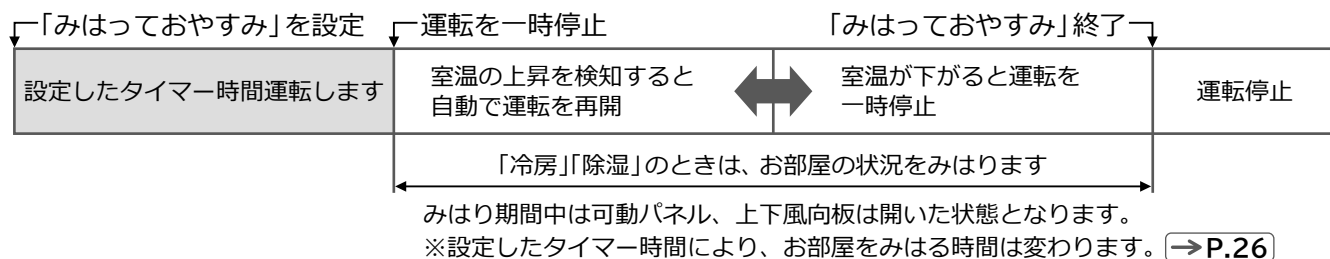 「みはっておやすみ」を設定
運転を一時停止
「みはっておやすみ」終了
設定したタイマー時間運転します
室温の上昇を検知すると
自動で運転を再開
室温が下がると運転を
一時停止
運転停止
「冷房」「除湿」のときは、お部屋の状況をみはります
みはり期間中は可動パネル、上下風向板は開いた状態となります。
※設定したタイマー時間により、お部屋をみはる時間は変わります。→P.26